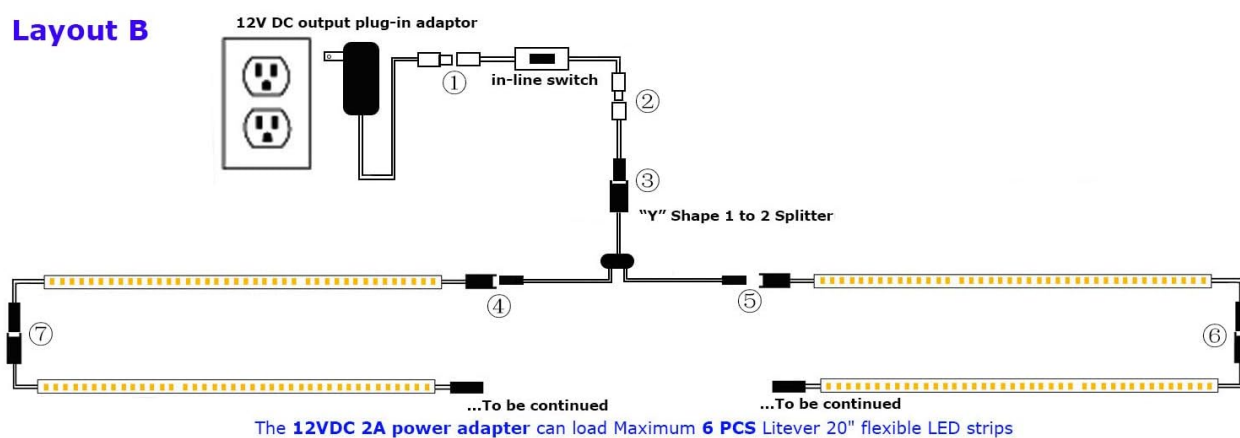 Layout B
12V DC output plug-in adaptor
①
in-line switch
②
③
“Y” Shape 1 to 2 Splitter
④
⑤
⑦
⑥
...To be continued
...To be continued
The 12VDC 2A power adapter can load Maximum 6 PCS Litever 20" flexible LED strips